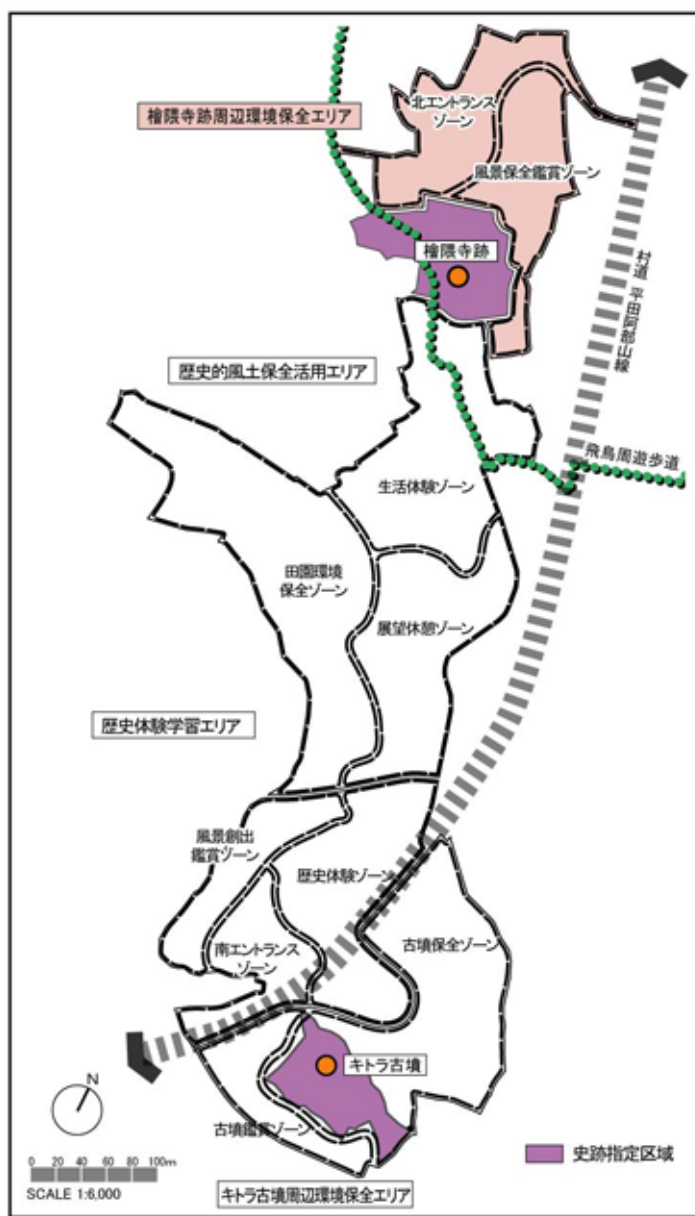 北エントランス
ゾーン
檜隈寺跡周辺環境保全エリア
風景保全鑑賞ゾーン
檜隈寺跡
村道 平田阿部山線
歴史的風土保全活用エリア
飛鳥周遊歩道
生活体験ゾーン
田園環境
保全ゾーン
展望休憩ゾーン
歴史体験学習エリア
風景創出
鑑賞ゾーン
歴史体験ゾーン
古墳保全ゾーン
南エントランス
ゾーン
キトラ古墳
N
古墳鑑賞ゾーン
史跡指定区域
0 20 40 60 80 100m
SCALE 1:6,000
キトラ古墳周辺環境保全エリア